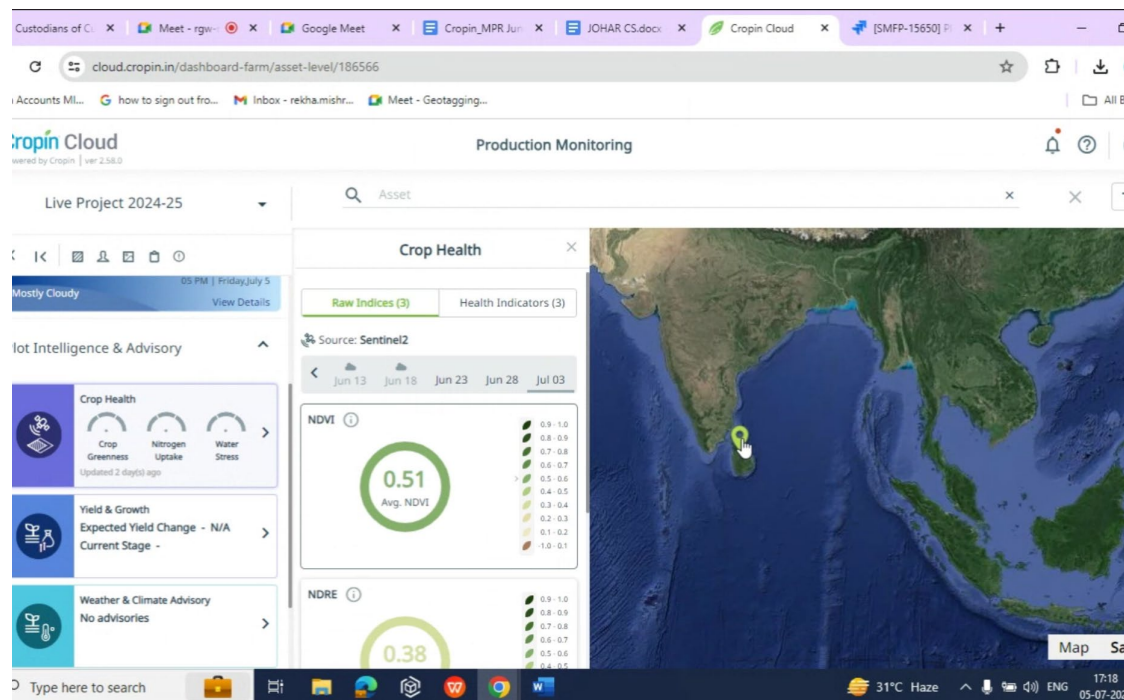 Custodians of C
Meet - rgw-
Google Meet
Cropin_MPR Jun
JOHAR CS.docx
Cropin Cloud
[SMFP-15650] P
cloud.cropin.in/dashboard-farm/asset-level/186566
Accounts MI...
how to sign out fro...
Inbox - rekha.mishr...
Meet - Geotagging...
All B
Cropin Cloud
Powered by Cropin | ver 2.58.0
Production Monitoring
Live Project 2024-25
Asset
05 PM | Friday,July 5
Mostly Cloudy
View Details
Plot Intelligence & Advisory
Crop Health
Crop Greenness
Nitrogen Uptake
Water Stress
Updated 2 day(s) ago
Yield & Growth
Expected Yield Change - N/A
Current Stage -
Weather & Climate Advisory
No advisories
Crop Health
Raw Indices (3)
Health Indicators (3)
Source: Sentinel2
Jun 13
Jun 18
Jun 23
Jun 28
Jul 03
NDVI
0.51
Avg. NDVI
0.9 - 1.0
0.8 - 0.9
0.7 - 0.8
0.6 - 0.7
0.5 - 0.6
0.4 - 0.5
0.3 - 0.4
0.2 - 0.3
0.1 - 0.2
-1.0 - 0.1
NDRE
0.38
0.9 - 1.0
0.8 - 0.9
0.7 - 0.8
0.6 - 0.7
0.5 - 0.6
0.4 - 0.5
Map
Sa
Type here to search
31°C Haze
ENG
17:18
05-07-202